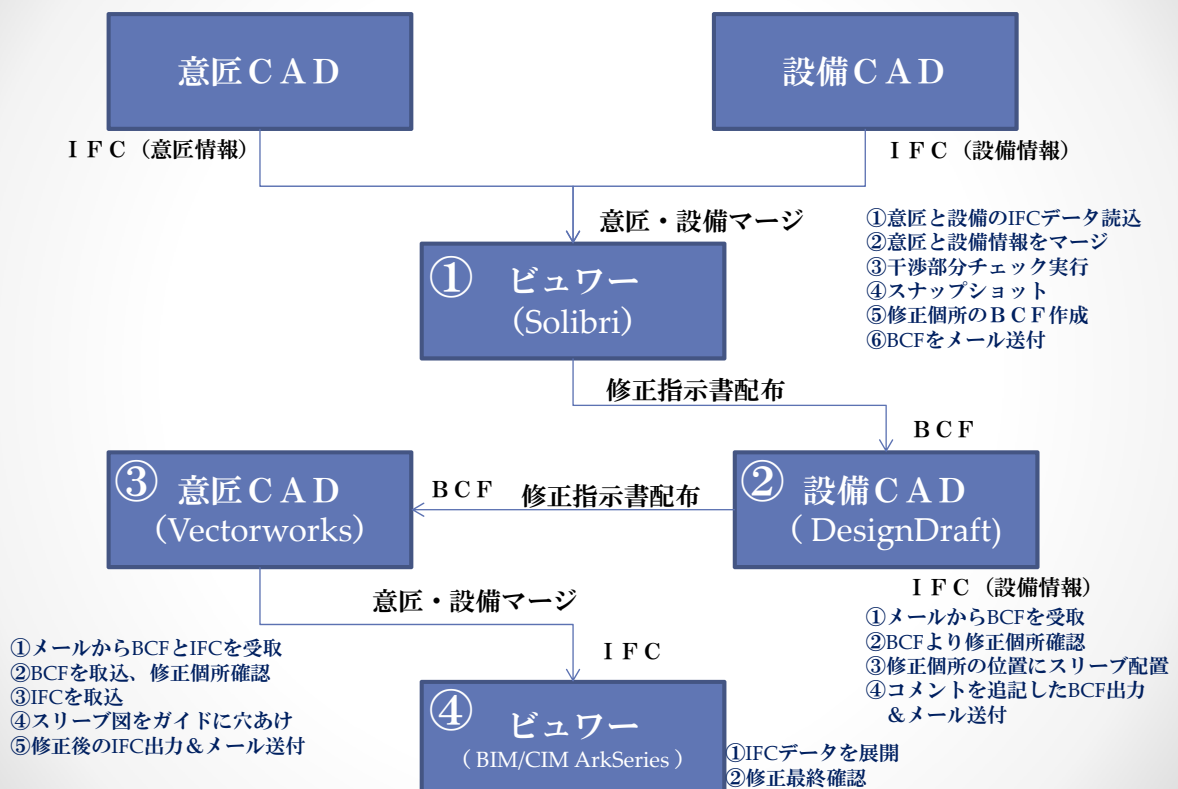 意匠ＣＡＤ
設備ＣＡＤ
ＩＦＣ（意匠情報）
ＩＦＣ（設備情報）
意匠・設備マージ
①意匠と設備のIFCデータ読込
②意匠と設備情報をマージ
③干渉部分チェック実行
④スナップショット
⑤修正個所のＢＣＦ作成
⑥BCFをメール送付
① ビュワー
（Solibri）
修正指示書配布
ＢＣＦ
③ 意匠ＣＡＤ
（Vectorworks）
ＢＣＦ 修正指示書配布
② 設備ＣＡＤ
（ DesignDraft)
ＩＦＣ（設備情報）
①メールからBCFを受取
②BCFより修正個所確認
③修正個所の位置にスリーブ配置
④コメントを追記したBCF出力
＆メール送付
意匠・設備マージ
ＩＦＣ
①メールからBCFとIFCを受取
②BCFを取込、修正個所確認
③IFCを取込
④スリーブ図をガイドに穴あけ
⑤修正後のIFC出力＆メール送付
④ ビュワー
（ BIM/CIM ArkSeries ）
①IFCデータを展開
②修正最終確認